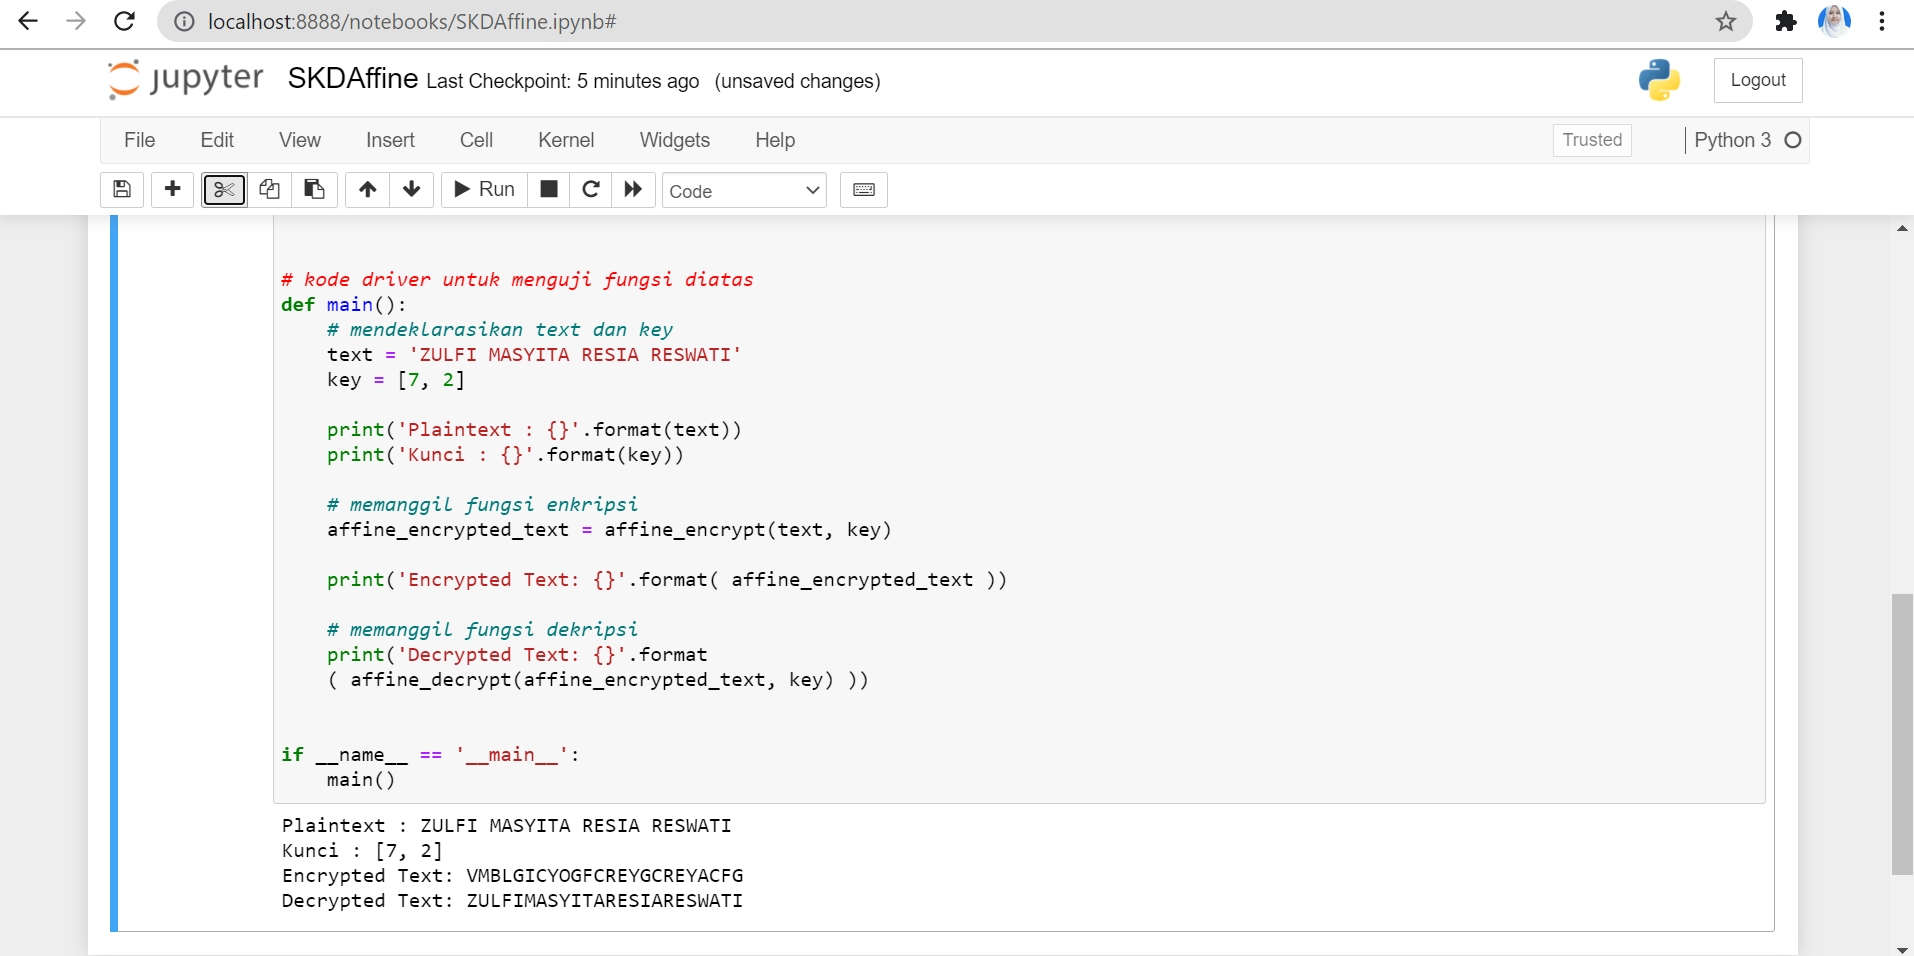 localhost:8888/notebooks/SKDAffine.ipynb#
jupyter SKDAffine Last Checkpoint: 5 minutes ago (unsaved changes) Logout
File Edit View Insert Cell Kernel Widgets Help Trusted Python 3
Run Code
# kode driver untuk menguji fungsi diatas
def main():
    # mendeklarasikan text dan key
    text = 'ZULFI MASYITA RESIA RESWATI'
    key = [7, 2]
    print('Plaintext : {}'.format(text))
    print('Kunci : {}'.format(key))
    # memanggil fungsi enkripsi
    affine_encrypted_text = affine_encrypt(text, key)
    print('Encrypted Text: {}'.format( affine_encrypted_text ))
    # memanggil fungsi dekripsi
    print('Decrypted Text: {}'.format
    ( affine_decrypt(affine_encrypted_text, key) ))
if __name__ == '__main__':
    main()
Plaintext : ZULFI MASYITA RESIA RESWATI
Kunci : [7, 2]
Encrypted Text: VMBLGICYOGFCREYGCREYACFG
Decrypted Text: ZULFIMASYITARESIARESWATI